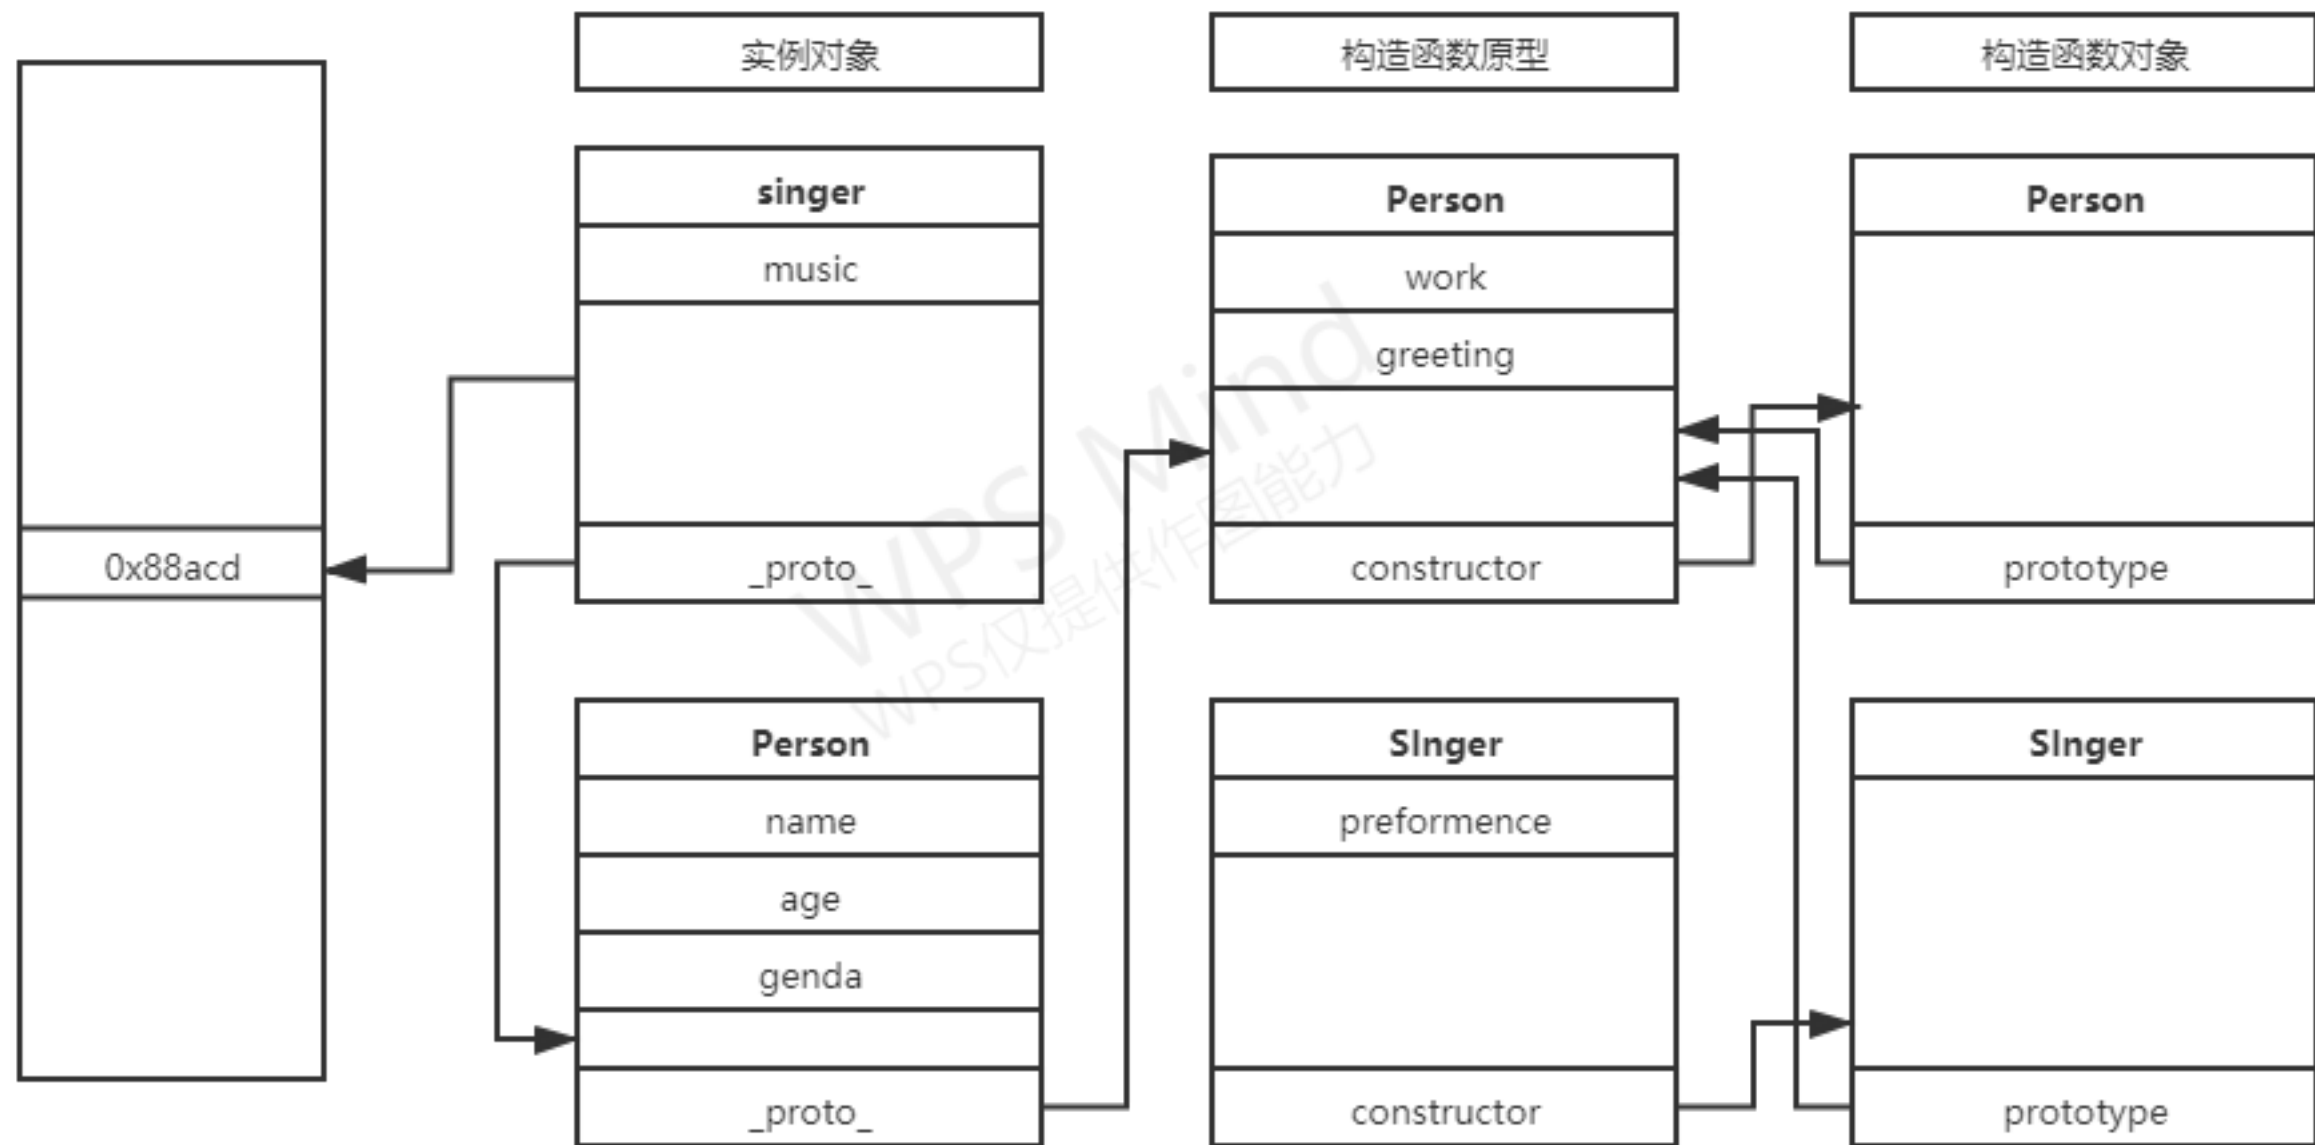 实例对象
构造函数原型
构造函数对象
singer
music
_proto_
0x88acd
Person
work
greeting
constructor
Person
prototype
Person
name
age
genda
_proto_
SInger
preformence
constructor
SInger
prototype
WPS Mind
WPS仅提供作图能力